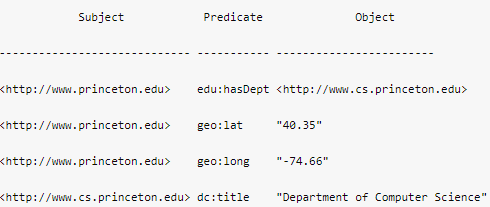 Subject Predicate Object
---------------------------- ----------- ------------------------
<http://www.princeton.edu> edu:hasDept <http://www.cs.princeton.edu>
<http://www.princeton.edu> geo:lat "40.35"
<http://www.princeton.edu> geo:long "-74.66"
<http://www.cs.princeton.edu> dc:title "Department of Computer Science"